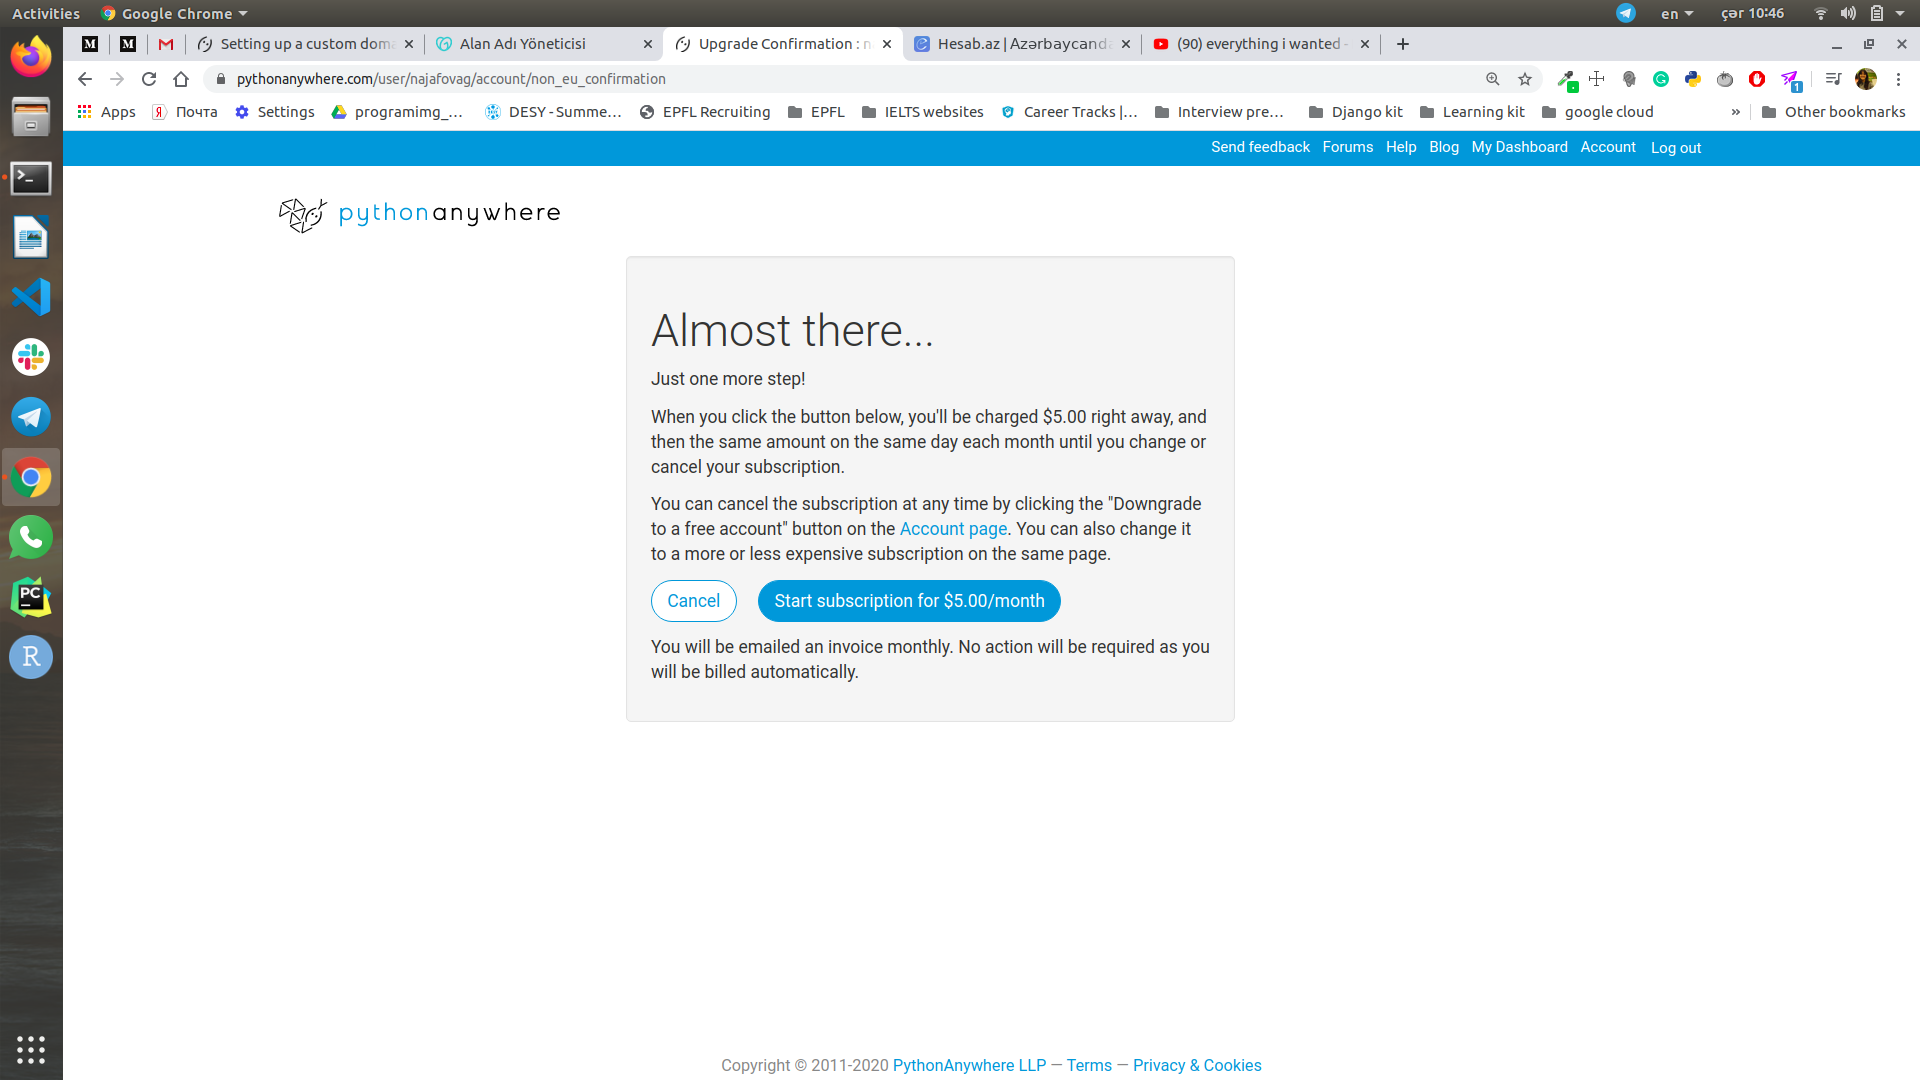 Activities Google Chrome en çər 10:46
Setting up a custom doma Alan Adı Yöneticisi Upgrade Confirmation : n Hesab.az | Azərbaycanda (90) everything i wanted -
pythonanywhere.com/user/najafovag/account/non_eu_confirmation
Apps Почта Settings programimg_... DESY - Summe... EPFL Recruiting EPFL IELTS websites Career Tracks |... Interview pre... Django kit Learning kit google cloud » Other bookmarks
Send feedback Forums Help Blog My Dashboard Account Log out
pythonanywhere
Almost there...
Just one more step!
When you click the button below, you'll be charged $5.00 right away, and
then the same amount on the same day each month until you change or
cancel your subscription.
You can cancel the subscription at any time by clicking the "Downgrade
to a free account" button on the Account page. You can also change it
to a more or less expensive subscription on the same page.
Cancel Start subscription for $5.00/month
You will be emailed an invoice monthly. No action will be required as you
will be billed automatically.
Copyright © 2011-2020 PythonAnywhere LLP — Terms — Privacy & Cookies